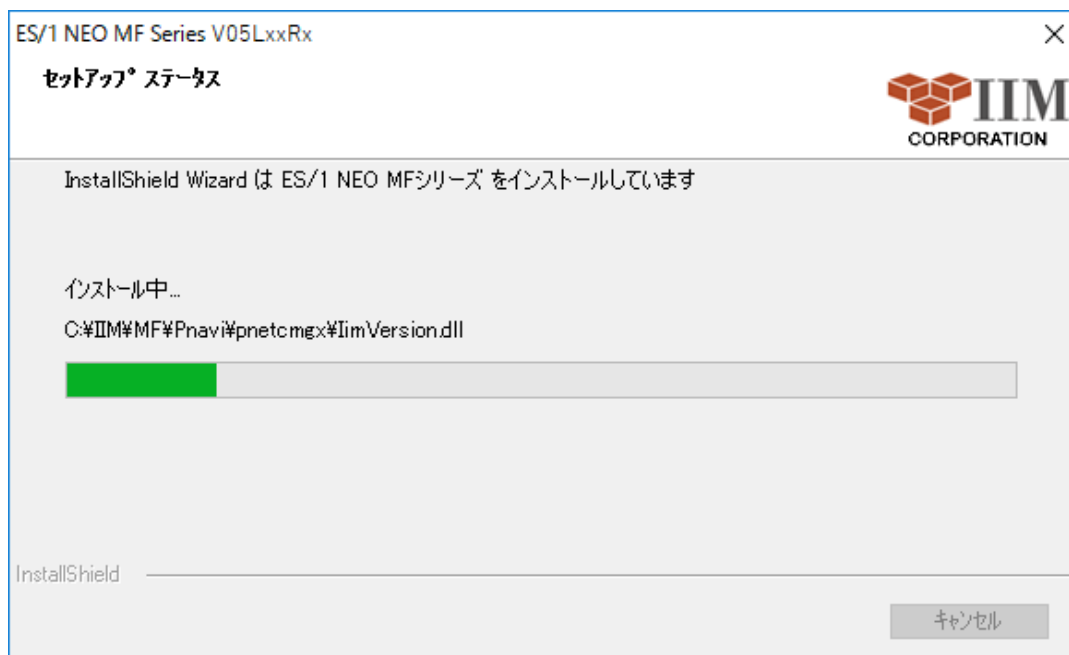 ES/1 NEO MF Series V05LxxRx
セットアップ ステータス
IIM
CORPORATION
InstallShield Wizard は ES/1 NEO MFシリーズ をインストールしています
インストール中...
C:¥IIM¥MF¥Pnavi¥pnetcmgx¥IimVersion.dll
InstallShield
キャンセル